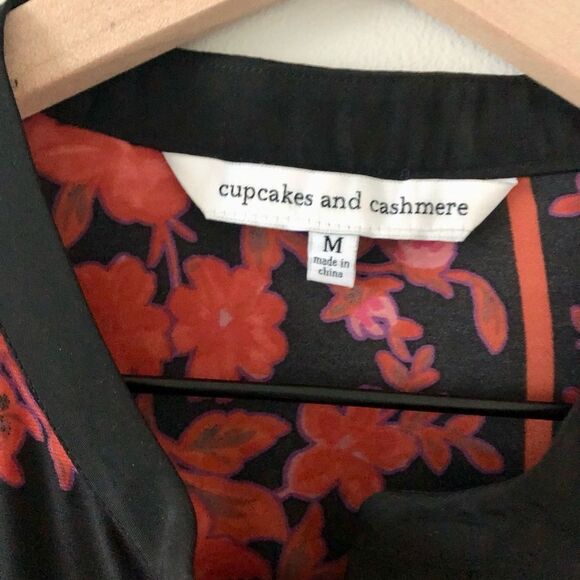 cupcakes and cashmere
M
made in
china